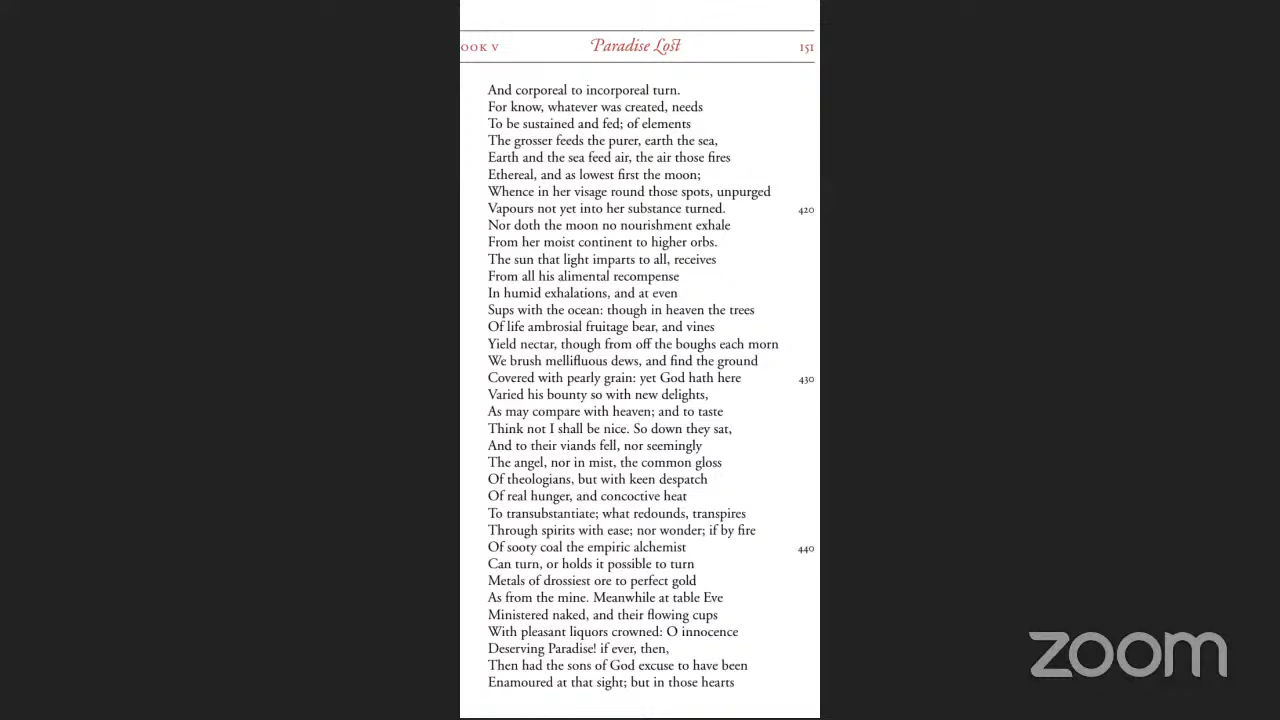 OOK V Paradise Lost 151
And corporeal to incorporeal turn.
For know, whatever was created, needs
To be sustained and fed; of elements
The grosser feeds the purer, earth the sea,
Earth and the sea feed air, the air those fires
Ethereal, and as lowest first the moon;
Whence in her visage round those spots, unpurged
Vapours not yet into her substance turned. 420
Nor doth the moon no nourishment exhale
From her moist continent to higher orbs.
The sun that light imparts to all, receives
From all his alimental recompense
In humid exhalations, and at even
Sups with the ocean: though in heaven the trees
Of life ambrosial fruitage bear, and vines
Yield nectar, though from off the boughs each morn
We brush mellifluous dews, and find the ground
Covered with pearly grain: yet God hath here 430
Varied his bounty so with new delights,
As may compare with heaven; and to taste
Think not I shall be nice. So down they sat,
And to their viands fell, nor seemingly
The angel, nor in mist, the common gloss
Of theologians, but with keen despatch
Of real hunger, and concoctive heat
To transubstantiate; what redounds, transpires
Through spirits with ease; nor wonder; if by fire
Of sooty coal the empiric alchemist 440
Can turn, or holds it possible to turn
Metals of drossiest ore to perfect gold
As from the mine. Meanwhile at table Eve
Ministered naked, and their flowing cups
With pleasant liquors crowned: O innocence
Deserving Paradise! if ever, then,
Then had the sons of God excuse to have been
Enamoured at that sight; but in those hearts
zoom